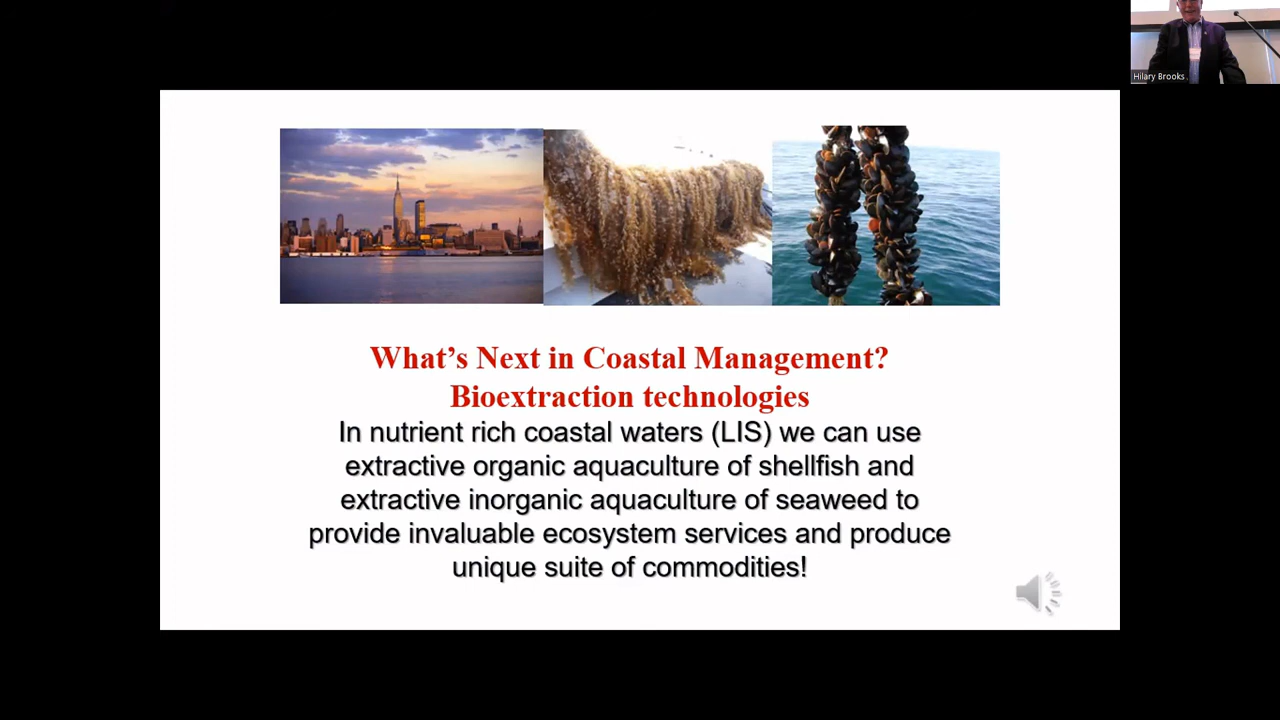 Hilary Brooks
What's Next in Coastal Management?
Bioextraction technologies
In nutrient rich coastal waters (LIS) we can use
extractive organic aquaculture of shellfish and
extractive inorganic aquaculture of seaweed to
provide invaluable ecosystem services and produce
unique suite of commodities!